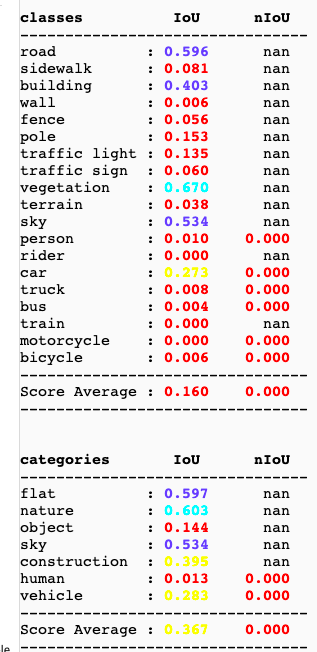 classes IoU nIoU
--------------------------------
road : 0.596 nan
sidewalk : 0.081 nan
building : 0.403 nan
wall : 0.006 nan
fence : 0.056 nan
pole : 0.153 nan
traffic light : 0.135 nan
traffic sign : 0.060 nan
vegetation : 0.670 nan
terrain : 0.038 nan
sky : 0.534 nan
person : 0.010 0.000
rider : 0.000 nan
car : 0.273 0.000
truck : 0.008 0.000
bus : 0.004 0.000
train : 0.000 nan
motorcycle : 0.000 0.000
bicycle : 0.006 0.000
--------------------------------
Score Average : 0.160 0.000
--------------------------------
categories IoU nIoU
--------------------------------
flat : 0.597 nan
nature : 0.603 nan
object : 0.144 nan
sky : 0.534 nan
construction : 0.395 nan
human : 0.013 0.000
vehicle : 0.283 0.000
--------------------------------
Score Average : 0.367 0.000
--------------------------------